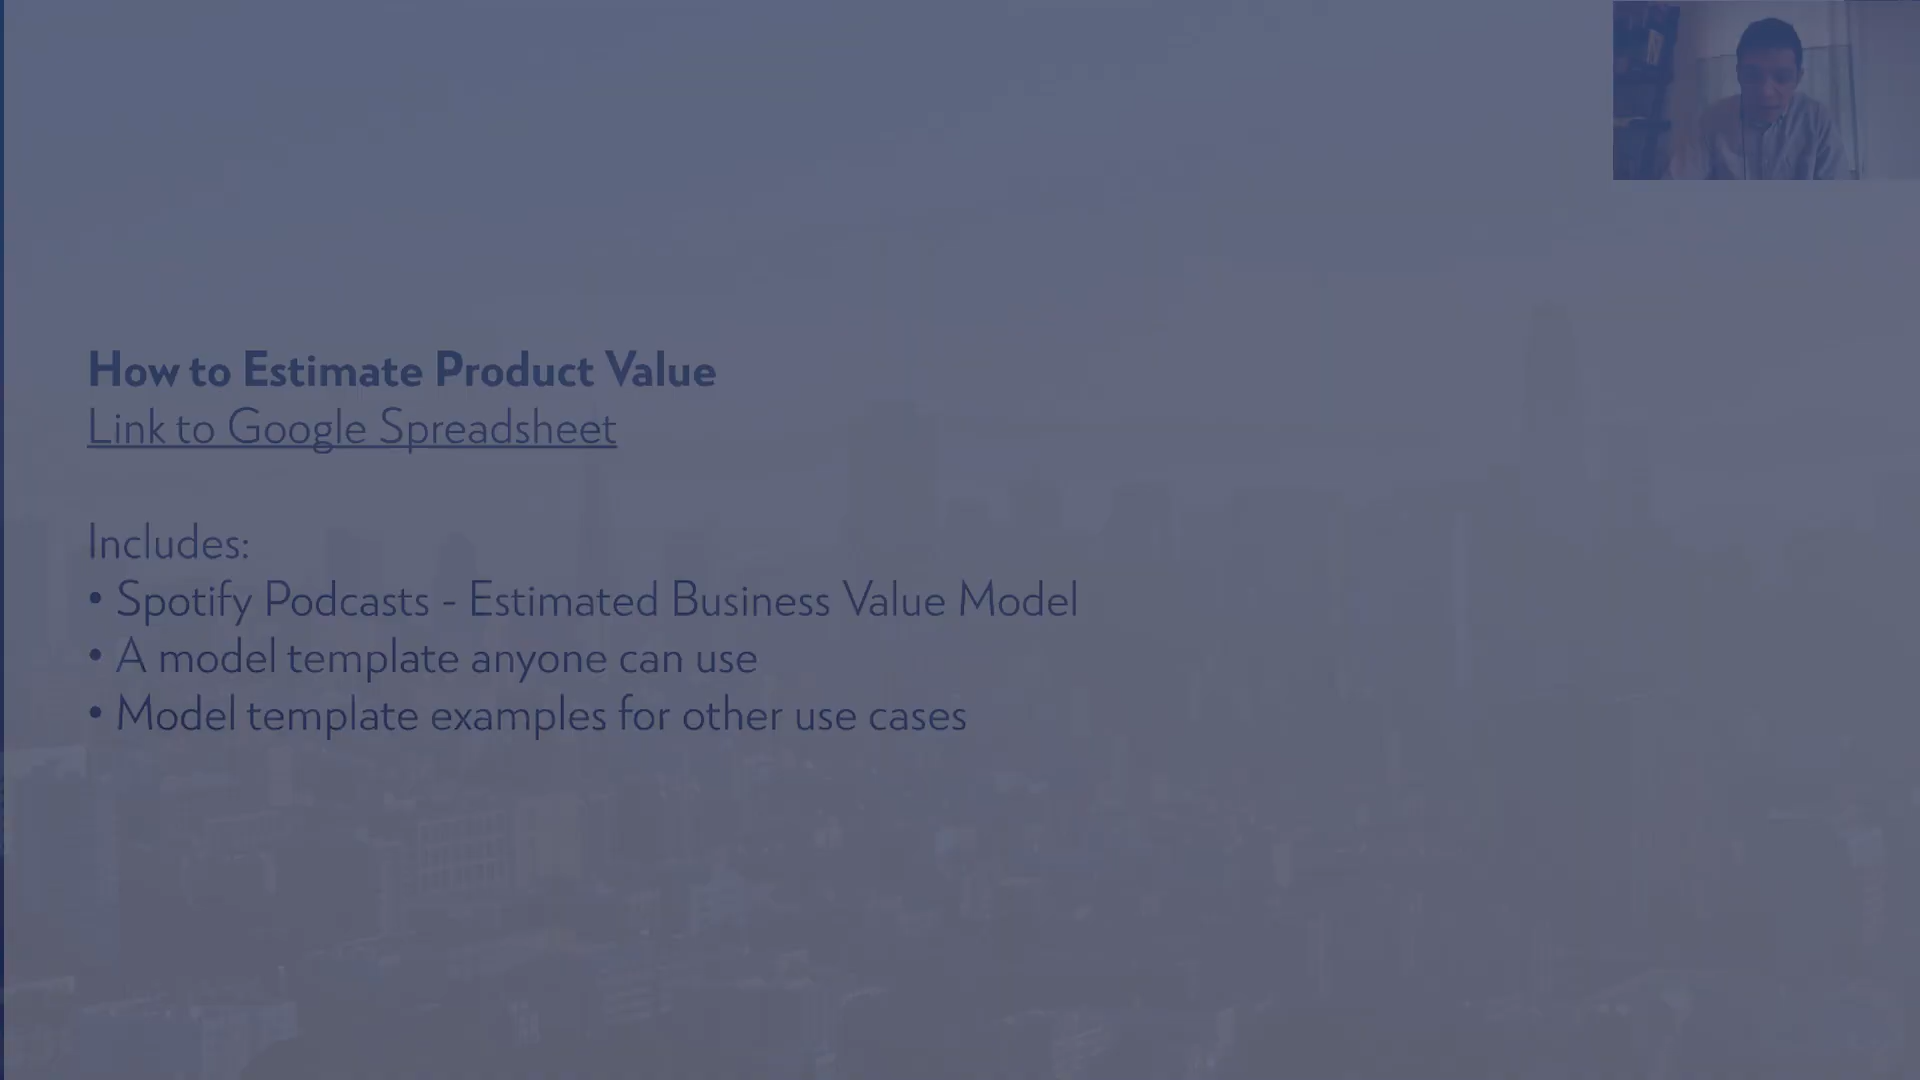 How to Estimate Product Value
Link to Google Spreadsheet
Includes:
• Spotify Podcasts - Estimated Business Value Model
• A model template anyone can use
• Model template examples for other use cases